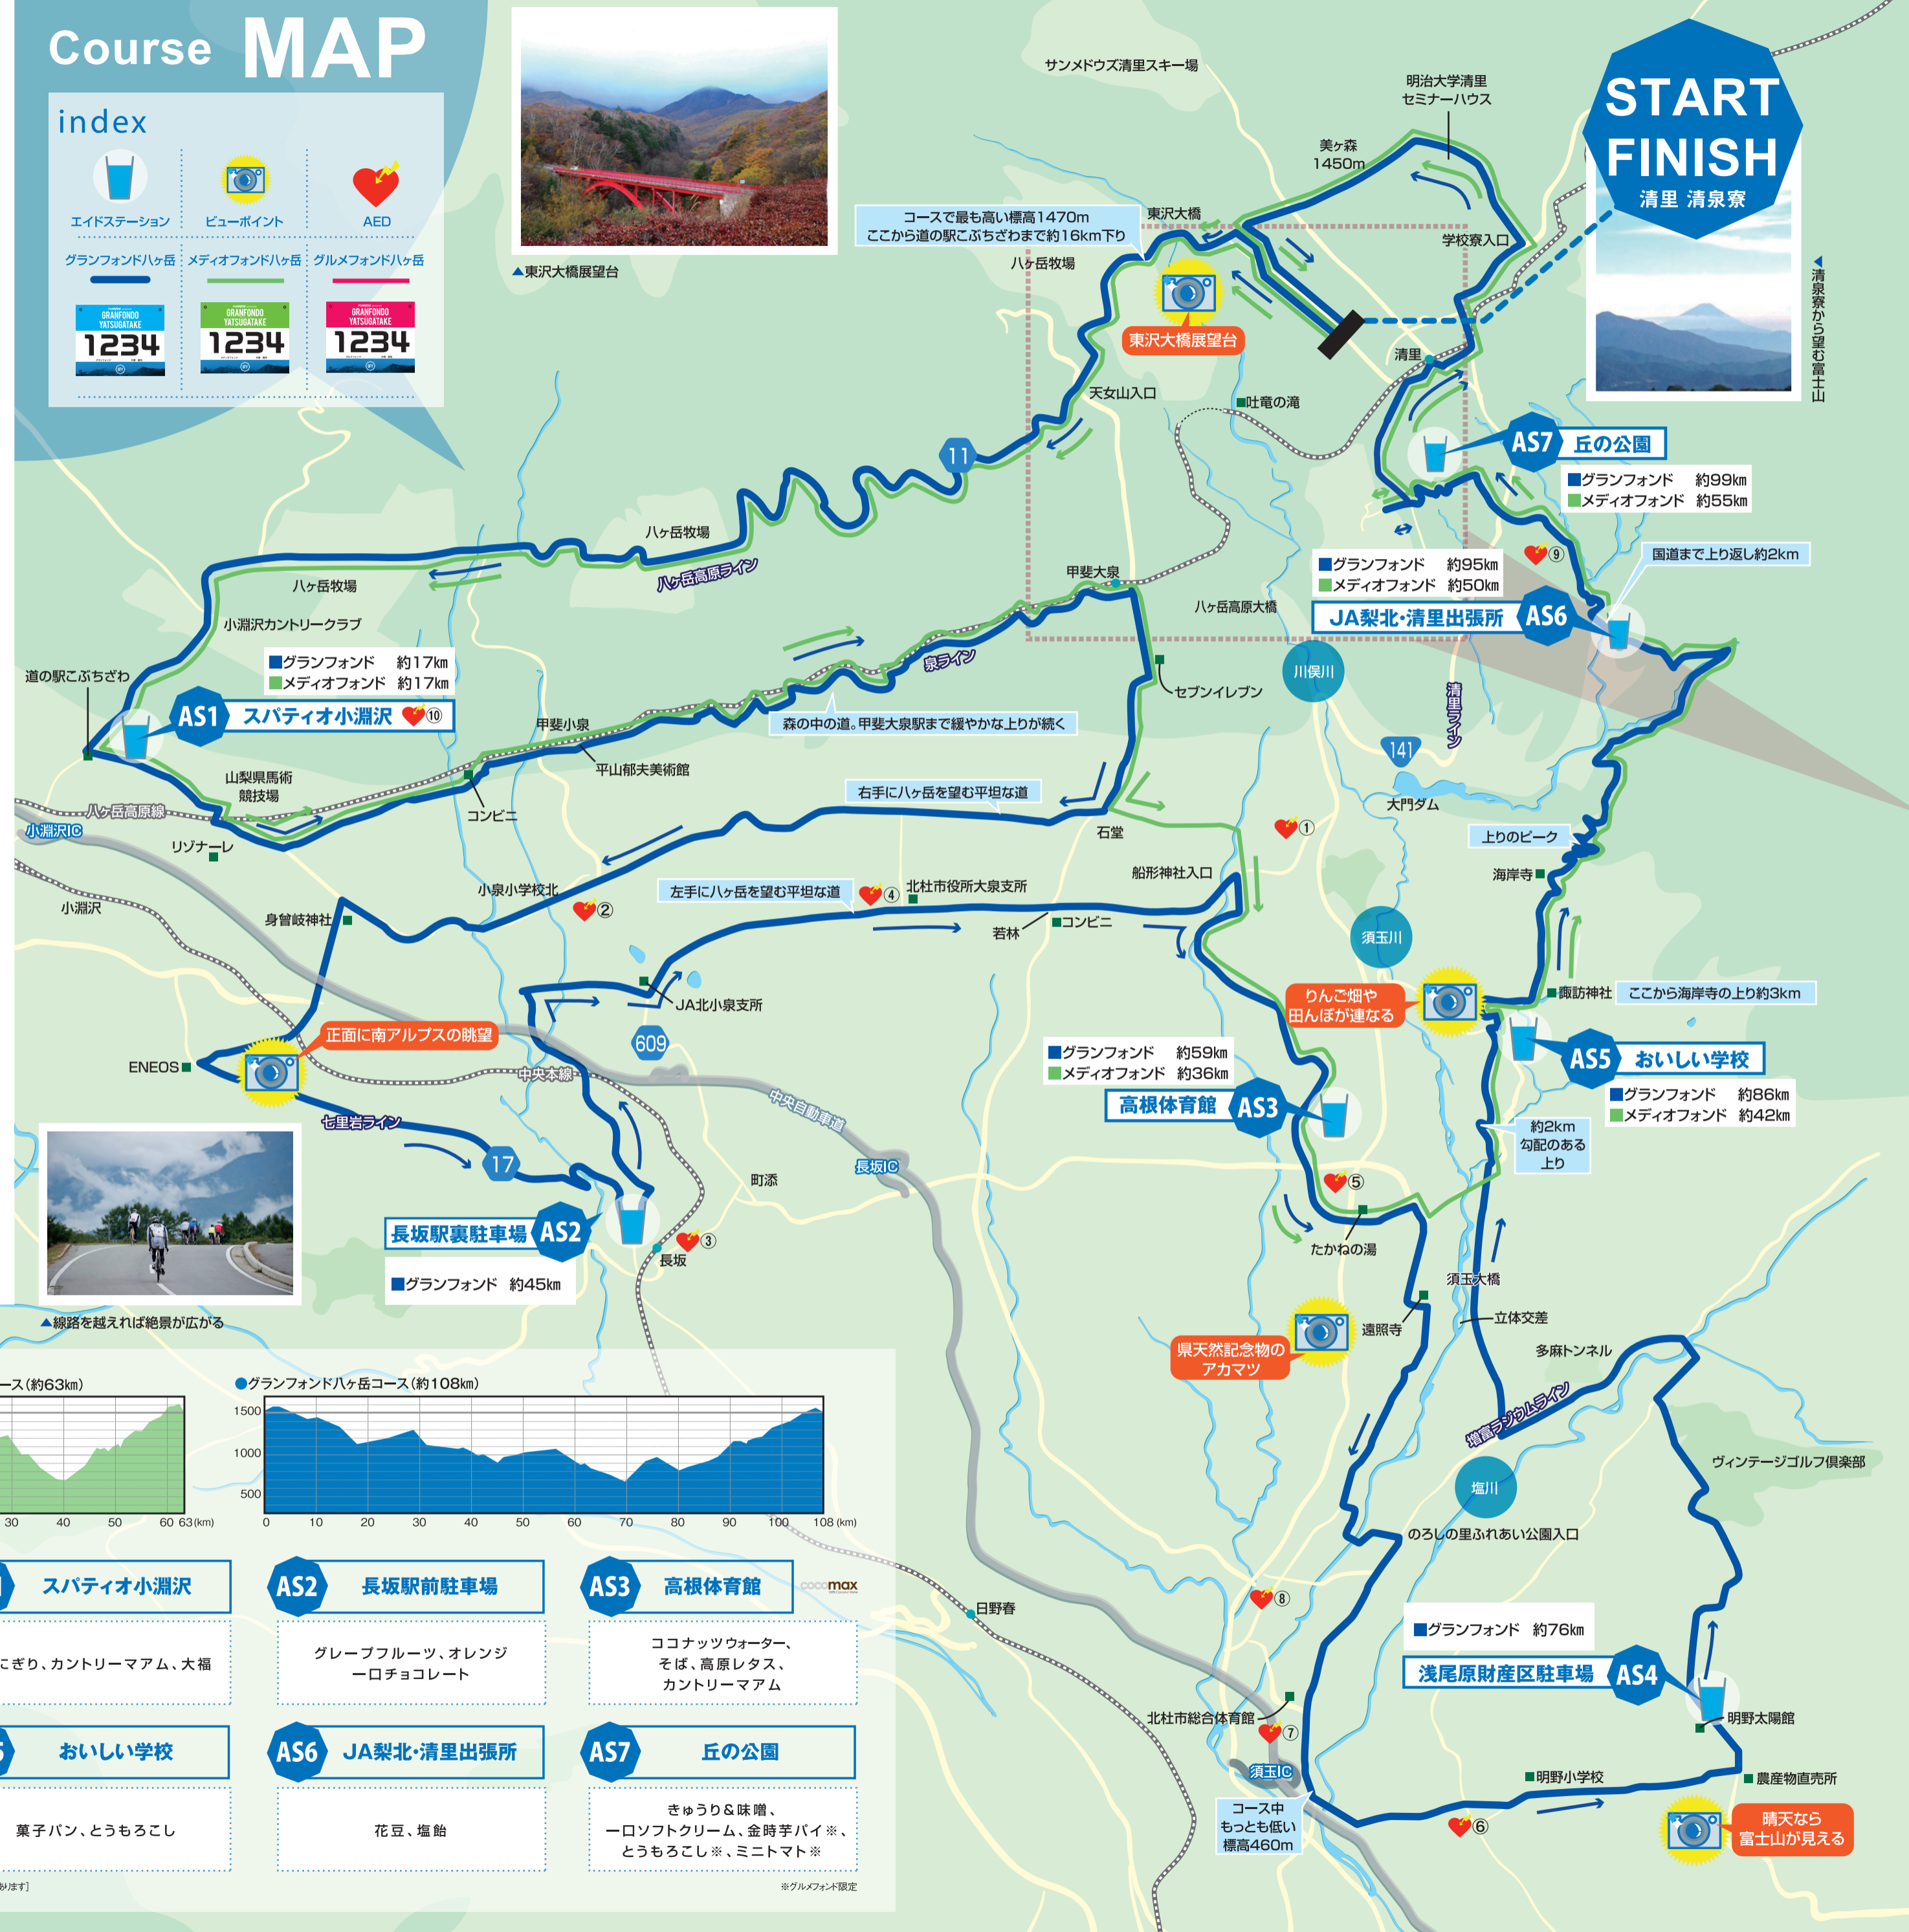 Course MAP
index
エイドステーション
ビューポイント
AED
グランフォンド八ヶ岳
メディオフォンド八ヶ岳
グルメフォンド八ヶ岳
GRANFONDO
YATSUGATAKE
1234
GRANFONDO
YATSUGATAKE
1234
GRANFONDO
YATSUGATAKE
1234
▲東沢大橋展望台
サンメドウズ清里スキー場
明治大学清里
セミナーハウス
美ヶ森
1450m
START
FINISH
清里 清泉寮
◀清泉寮から望む富士山
コースで最も高い標高1470m
ここから道の駅こぶちざわまで約16km下り
東沢大橋
八ヶ岳牧場
学校寮入口
東沢大橋展望台
清里
天女山入口
吐竜の滝
11
AS7 丘の公園
■グランフォンド 約99km
■メディオフォンド 約55km
⑨
国道まで上り返し約2km
八ヶ岳牧場
八ヶ岳高原ライン
八ヶ岳牧場
甲斐大泉
八ヶ岳高原大橋
■グランフォンド 約95km
■メディオフォンド 約50km
JA梨北・清里出張所 AS6
小淵沢カントリークラブ
■グランフォンド 約17km
■メディオフォンド 約17km
道の駅こぶちざわ
AS1 スパティオ小淵沢 ⑩
泉ライン
川俣川
清里ライン
セブンイレブン
森の中の道。甲斐大泉駅まで緩やかな上りが続く
甲斐小泉
平山郁夫美術館
141
山梨県馬術
競技場
八ヶ岳高原線
コンビニ
右手に八ヶ岳を望む平坦な道
大門ダム
小淵沢IC
リゾナーレ
石堂
①
上りのピーク
小淵沢
船形神社入口
海岸寺
小泉小学校北
②
左手に八ヶ岳を望む平坦な道
④
北杜市役所大泉支所
身曾岐神社
若林
コンビニ
須玉川
JA北小泉支所
りんご畑や
田んぼが連なる
諏訪神社
ここから海岸寺の上り約3km
正面に南アルプスの眺望
ENEOS
609
中央本線
中央自動車道
■グランフォンド 約59km
■メディオフォンド 約36km
高根体育館 AS3
AS5 おいしい学校
■グランフォンド 約86km
■メディオフォンド 約42km
七里岩ライン
約2km
勾配のある
上り
17
長坂IC
町添
⑤
長坂駅裏駐車場 AS2
③
長坂
たかねの湯
■グランフォンド 約45km
須玉大橋
▲線路を越えれば絶景が広がる
立体交差
遠照寺
県天然記念物の
アカマツ
多麻トンネル
増富ラジウムライン
ヴィンテージゴルフ倶楽部
塩川
のろしの里ふれあい公園入口
ース(約63km)
30 40 50 60 63(km)
●グランフォンド八ヶ岳コース(約108km)
1500
1000
500
0 10 20 30 40 50 60 70 80 90 100 108 (km)
⑧
日野春
■グランフォンド 約76km
浅尾原財産区駐車場 AS4
北杜市総合体育館
⑦
明野太陽館
須玉IC
明野小学校
農産物直売所
コース中
もっとも低い
標高460m
⑥
晴天なら
富士山が見える
スパティオ小淵沢
にぎり、カントリーマアム、大福
AS2 長坂駅前駐車場
グレープフルーツ、オレンジ
一口チョコレート
AS3 高根体育館
cocomax
ココナッツウォーター、
そば、高原レタス、
カントリーマアム
おいしい学校
菓子パン、とうもろこし
AS6 JA梨北・清里出張所
花豆、塩飴
AS7 丘の公園
きゅうり&味噌、
一口ソフトクリーム、金時芋パイ※、
とうもろこし※、ミニトマト※
あります]
※グルメフォンド限定